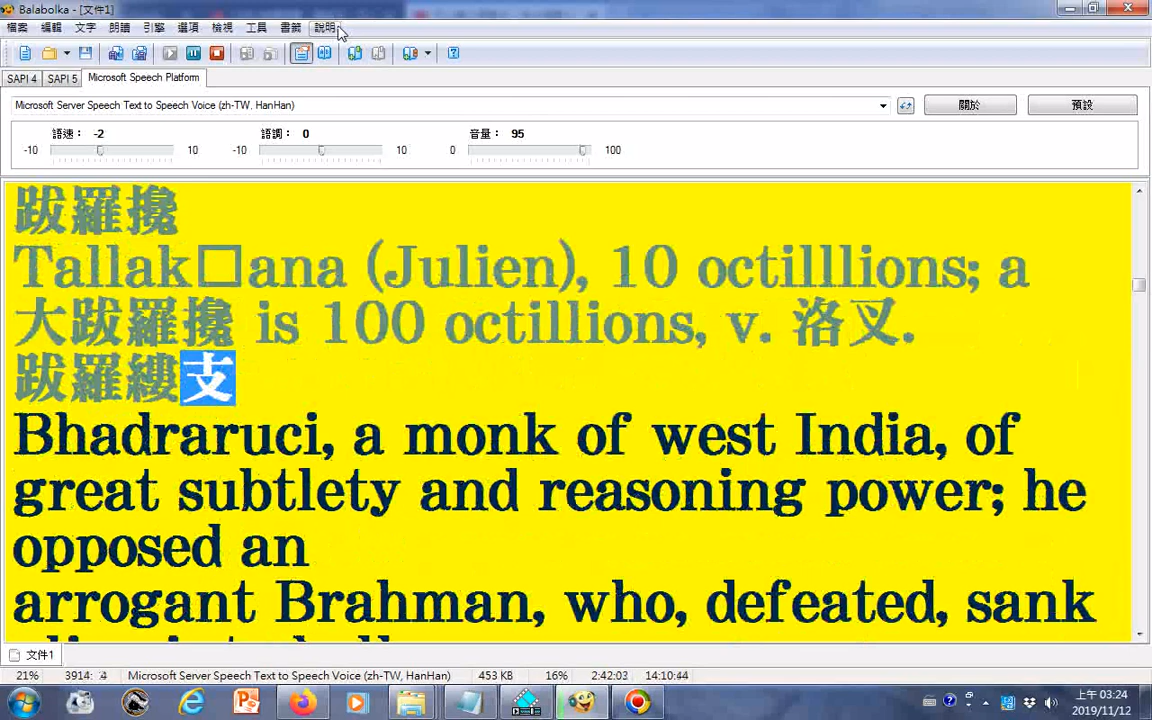 Balabolka - [文件1]
檔案 編輯 文字 朗讀 引擎 選項 檢視 工具 書籤 說明
SAPI 4 SAPI 5 Microsoft Speech Platform
Microsoft Server Speech Text to Speech Voice (zh-TW, HanHan) 關於 預設
語速： -2 語調： 0 音量： 95
-10 10 -10 10 0 100
跋羅攙
Tallak□ana (Julien), 10 octilllions; a
大跋羅攙 is 100 octillions, v. 洛叉.
跋羅縷支
Bhadraruci, a monk of west India, of
great subtlety and reasoning power; he
opposed an
arrogant Brahman, who, defeated, sank
文件1
21% 3914: 4 Microsoft Server Speech Text to Speech Voice (zh-TW, HanHan) 453 KB 16% 2:42:03 14:10:44
上午 03:24
2019/11/12